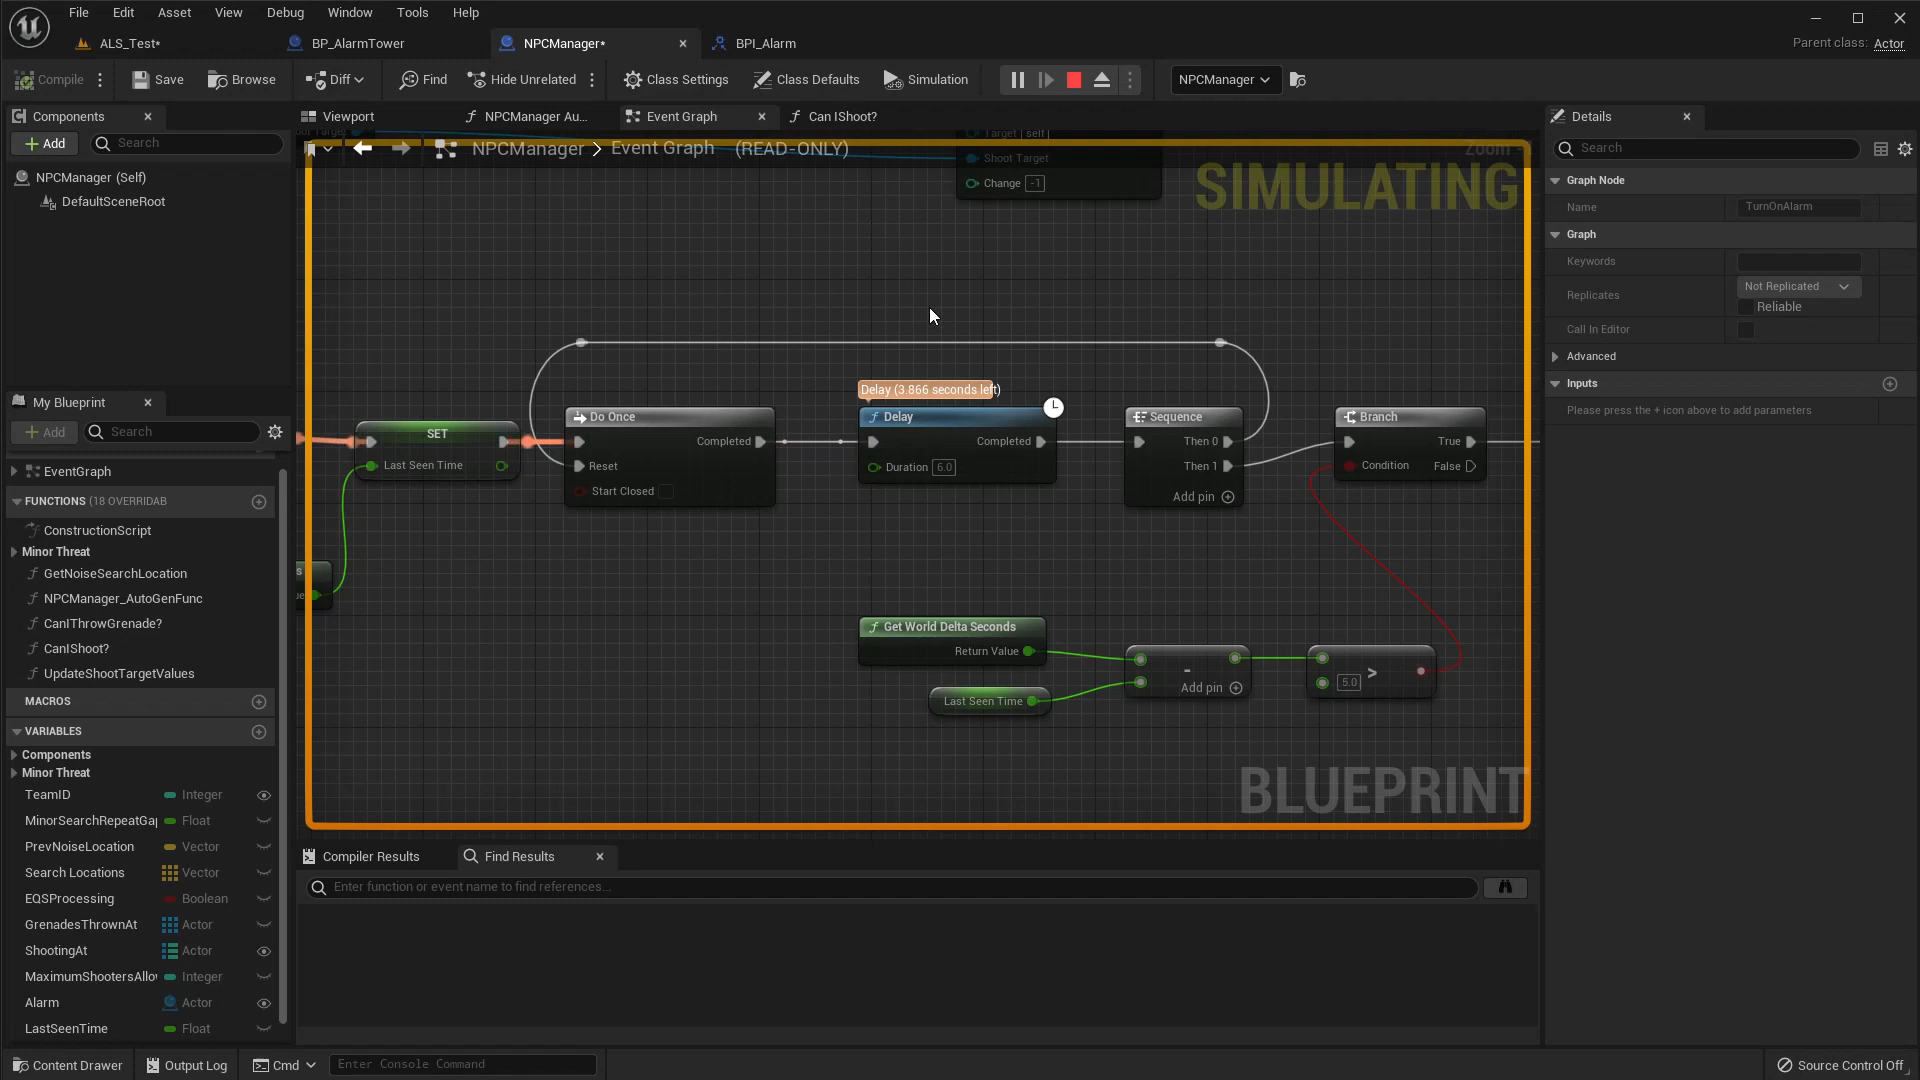 File Edit Asset View Debug Window Tools Help
ALS_Test* BP_AlarmTower NPCManager* BPI_Alarm
Parent class: Actor
Compile Save Browse Diff Find Hide Unrelated Class Settings Class Defaults Simulation NPCManager
Components
Add Search
NPCManager (Self)
DefaultSceneRoot
My Blueprint
Add Search
EventGraph
FUNCTIONS (18 OVERRIDAB
ConstructionScript
Minor Threat
GetNoiseSearchLocation
NPCManager_AutoGenFunc
CanIThrowGrenade?
CanIShoot?
UpdateShootTargetValues
MACROS
VARIABLES
Components
Minor Threat
TeamID Integer
MinorSearchRepeatGa Float
PrevNoiseLocation Vector
Search Locations Vector
EQSProcessing Boolean
GrenadesThrownAt Actor
ShootingAt Actor
MaximumShootersAllo Integer
Alarm Actor
LastSeenTime Float
Viewport NPCManager Au... Event Graph Can IShoot?
NPCManager > Event Graph (READ-ONLY)
Zoom -
Target [ self ]
Shoot Target
Change -1
SIMULATING
Delay (3.866 seconds left)
SET
Last Seen Time
Do Once
Completed
Reset
Start Closed
Delay
Completed
Duration 6.0
Sequence
Then 0
Then 1
Add pin
Branch
True
Condition False
Get World Delta Seconds
Return Value
Last Seen Time
-
Add pin
5.0 >
BLUEPRINT
Compiler Results Find Results
Enter function or event name to find references...
Details
Search
Graph Node
Name TurnOnAlarm
Graph
Keywords
Replicates Not Replicated
Reliable
Call In Editor
Advanced
Inputs
Please press the + icon above to add parameters
Content Drawer Output Log Cmd Enter Console Command Source Control Off